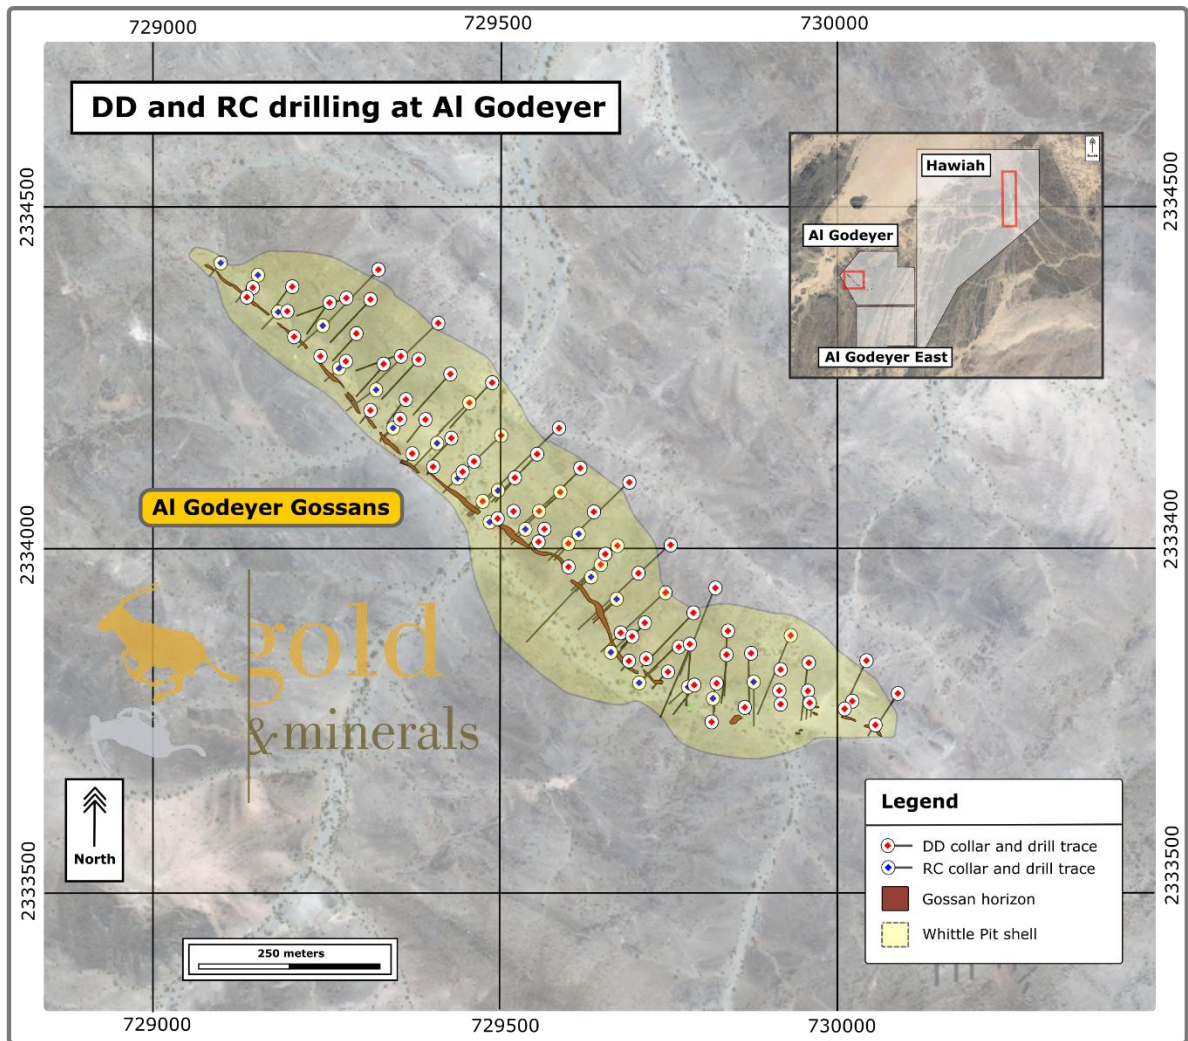 729000
729500
730000
DD and RC drilling at Al Godeyer
North
Hawiah
Al Godeyer
Al Godeyer East
2334500
2334500
Al Godeyer Gossans
2334000
2333400
gold
&minerals
North
Legend
DD collar and drill trace
RC collar and drill trace
Gossan horizon
Whittle Pit shell
2333500
2333500
250 meters
729000
729500
730000